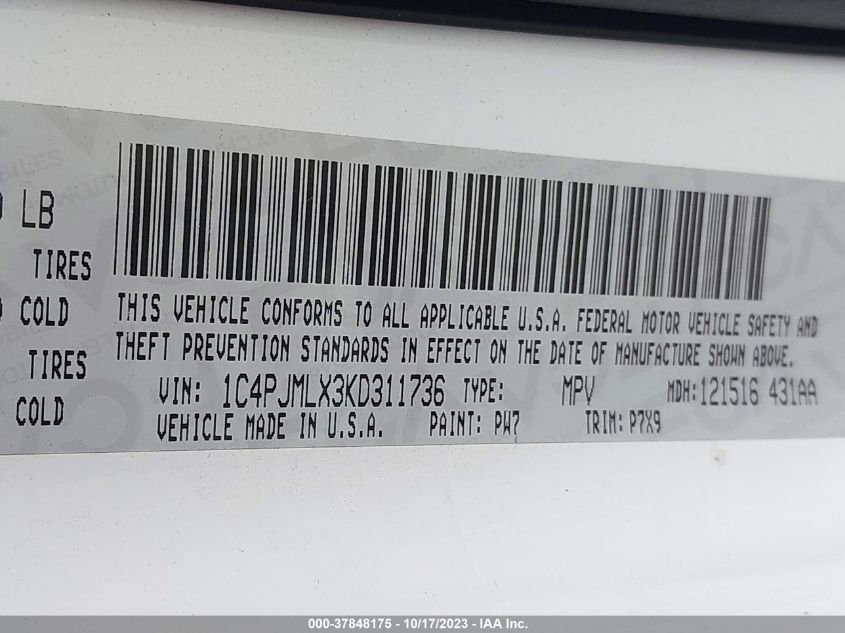 LB
TIRES
COLD
TIRES
COLD
THIS VEHICLE CONFORMS TO ALL APPLICABLE U.S.A. FEDERAL MOTOR VEHICLE SAFETY AND
THEFT PREVENTION STANDARDS IN EFFECT ON THE DATE OF MANUFACTURE SHOWN ABOVE.
VIN: 1C4PJMLX3KD311736 TYPE: MPV MDH: 121516 431AA
VEHICLE MADE IN U.S.A. PAINT: PW7 TRIM: P7X9
000-37848175 - 10/17/2023 - IAA Inc.